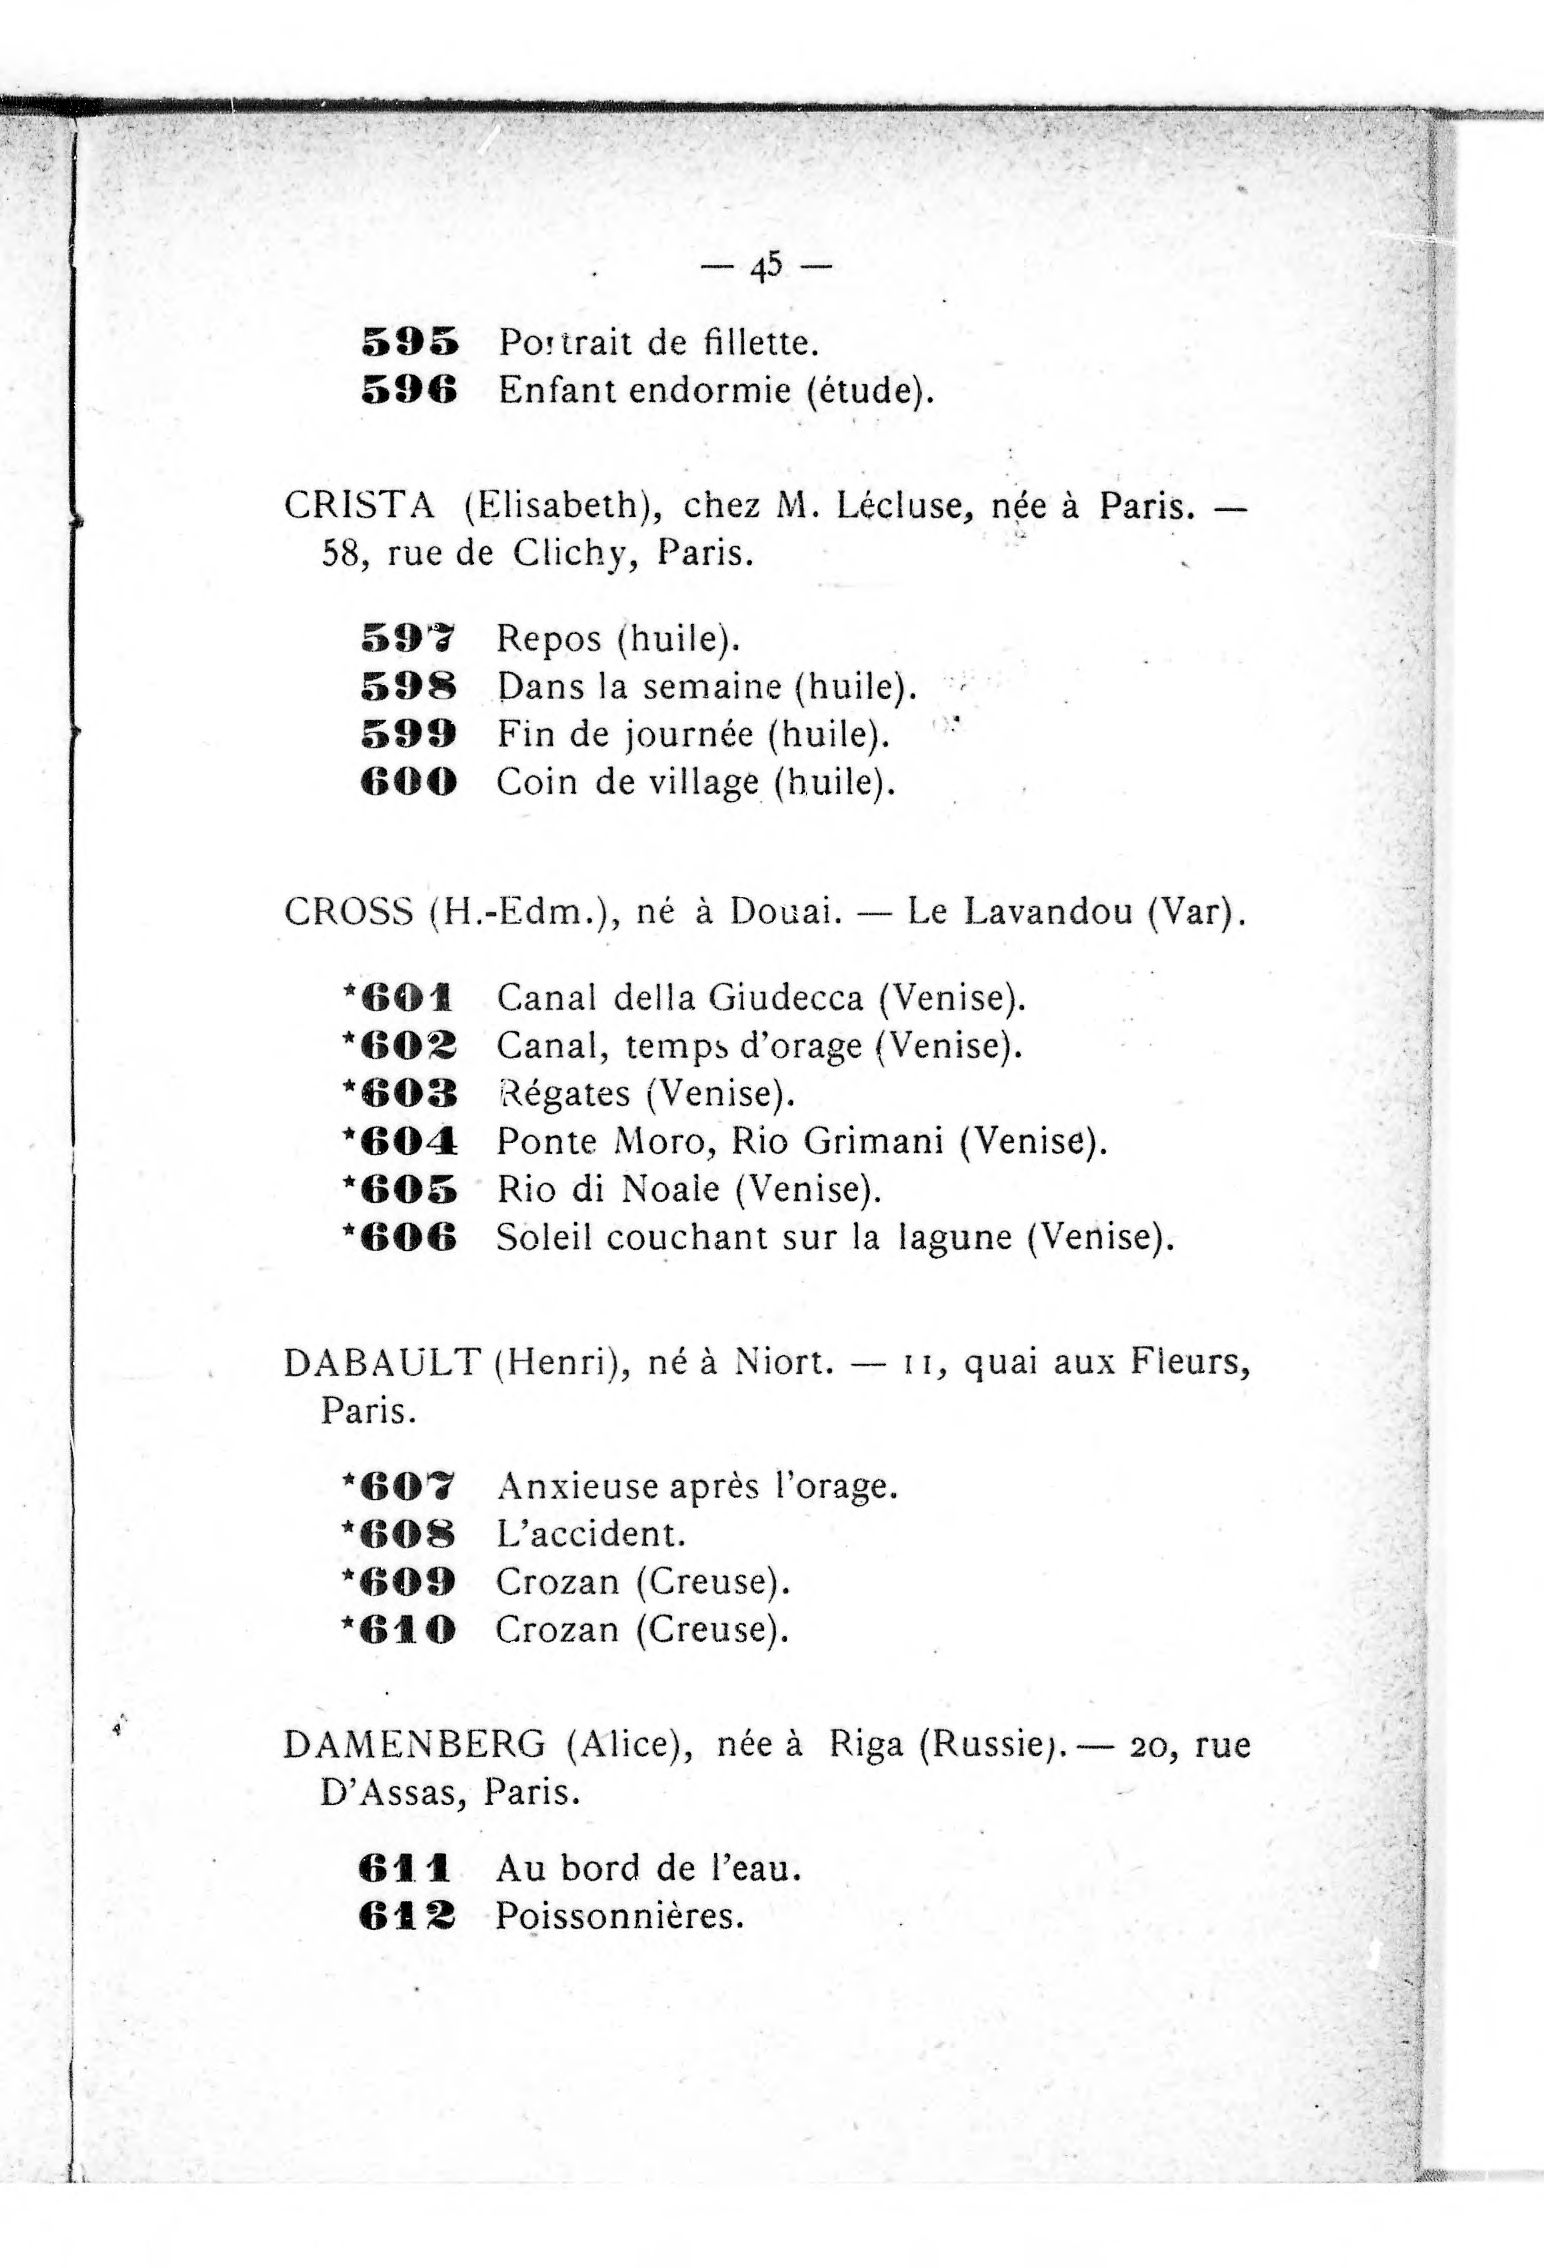 — 45 —
595 Portrait de fillette.
596 Enfant endormie (étude).
CRISTA (Elisabeth), chez M. Lécluse, née à Paris. —
58, rue de Clichy, Paris.
597 Repos (huile).
598 Dans la semaine (huile).
599 Fin de journée (huile).
600 Coin de village (huile).
CROSS (H.-Edm.), né à Douai. — Le Lavandou (Var).
*601 Canal della Giudecca (Venise).
*602 Canal, temps d'orage (Venise).
*603 Régates (Venise).
*604 Ponte Moro, Rio Grimani (Venise).
*605 Rio di Noale (Venise).
*606 Soleil couchant sur la lagune (Venise).
DABAULT (Henri), né à Niort. — 11, quai aux Fleurs,
Paris.
*607 Anxieuse après l'orage.
*608 L'accident.
*609 Crozan (Creuse).
*610 Crozan (Creuse).
DAMENBERG (Alice), née à Riga (Russie). — 20, rue
D'Assas, Paris.
611 Au bord de l'eau.
612 Poissonnières.